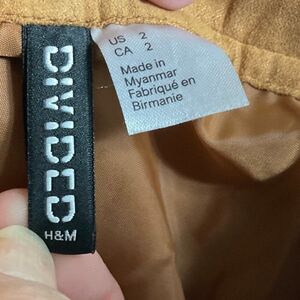 DIVIDED
H&M
US 2
CA 2
Made in
Myanmar
Fabriqué en
Birmanie